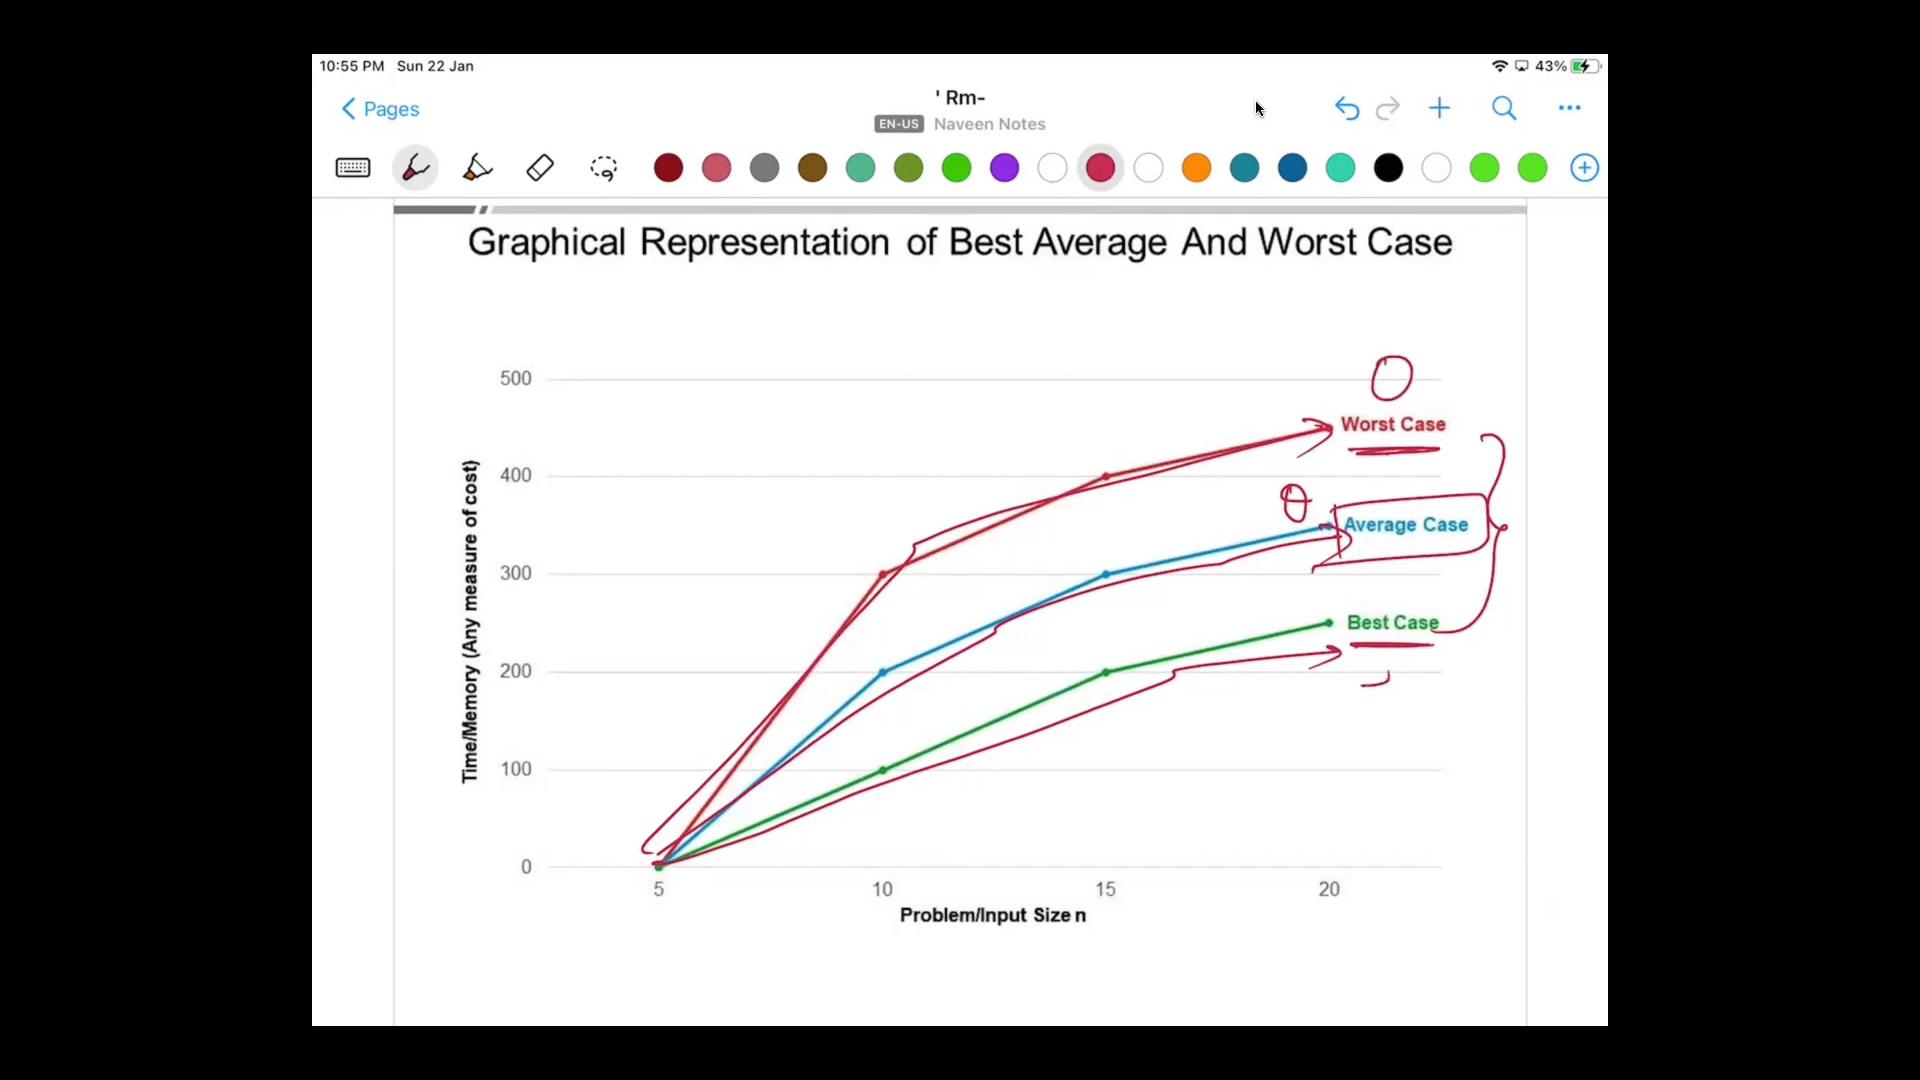 10:55 PM Sun 22 Jan
43%
Pages
' Rm-
EN-US Naveen Notes
Graphical Representation of Best Average And Worst Case
500
O
Worst Case
400
θ
Average Case
300
Best Case
200
100
0
5 10 15 20
Time/Memory (Any measure of cost)
Problem/Input Size n